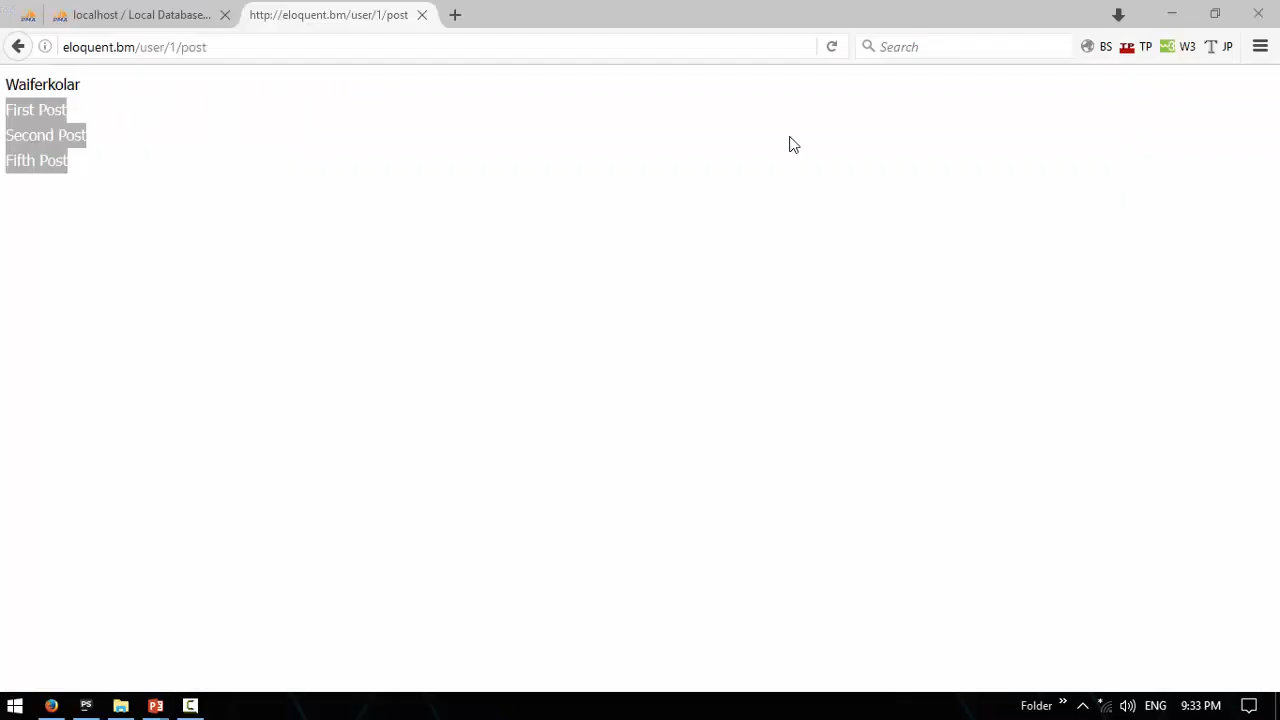 localhost / Local Database...
http://eloquent.bm/user/1/post
eloquent.bm/user/1/post
Search
BS
TP
W3
JP
Waiferkolar
First Post
Second Post
Fifth Post
Folder
ENG
9:33 PM